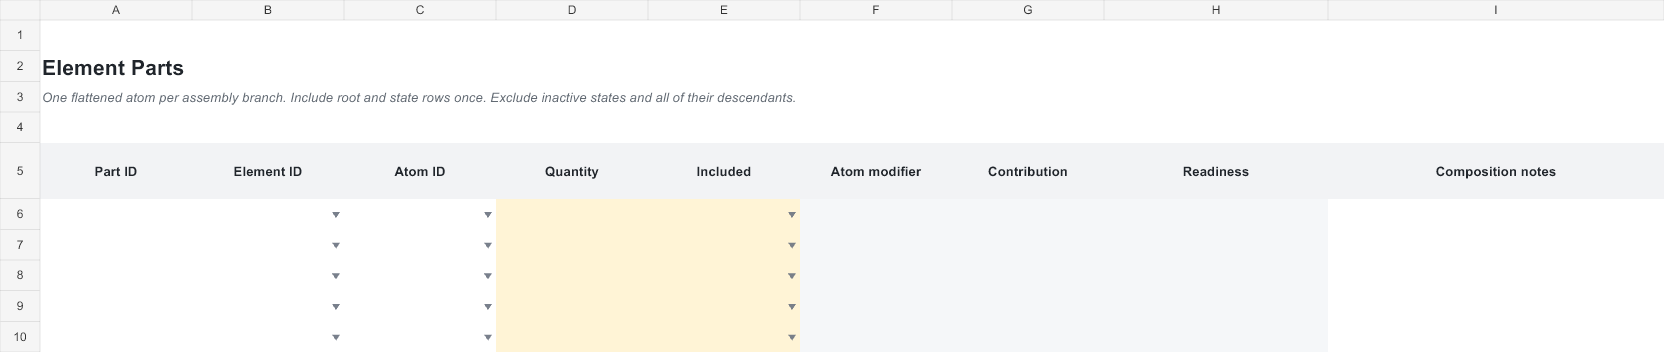 A B C D E F G H I
1
2 Element Parts
3 One flattened atom per assembly branch. Include root and state rows once. Exclude inactive states and all of their descendants.
4
5 Part ID Element ID Atom ID Quantity Included Atom modifier Contribution Readiness Composition notes
6
7
8
9
10